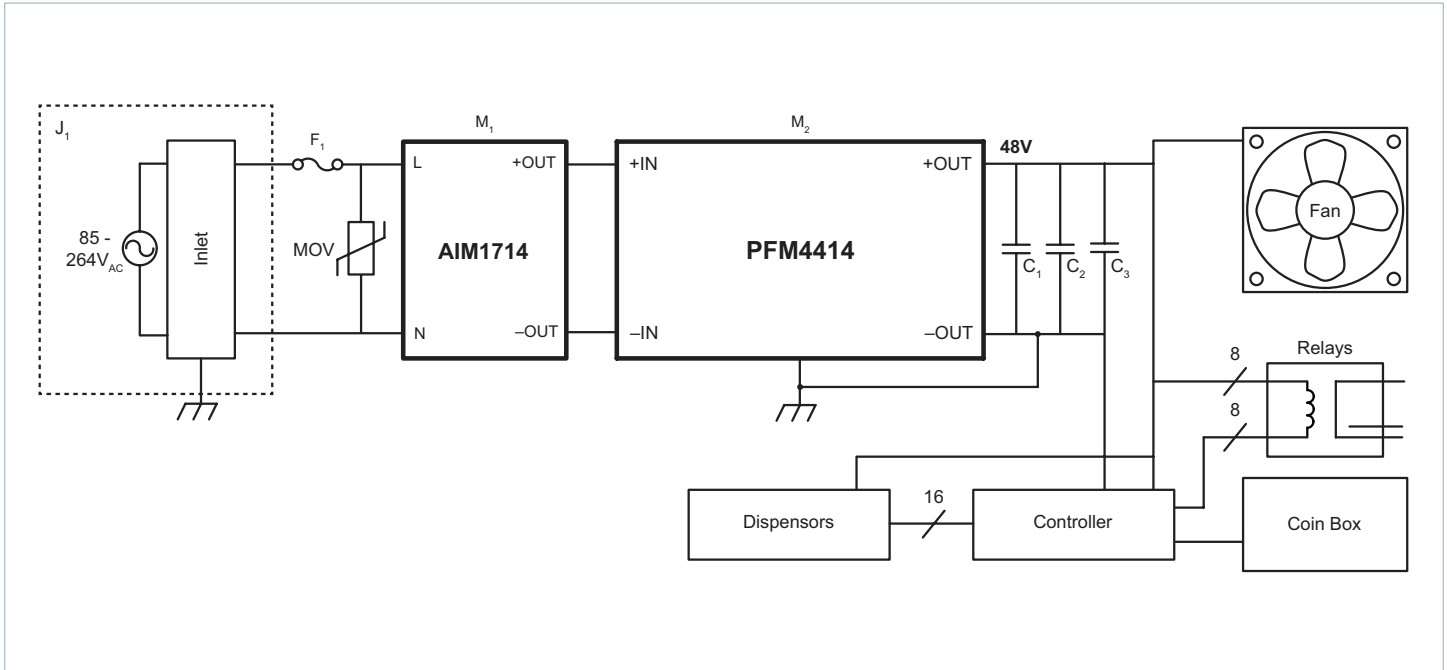 J1
85 -
264VAC
Inlet
F1
MOV
M1
L
+OUT
AIM1714
N
–OUT
M2
+IN
+OUT
PFM4414
–IN
–OUT
48V
C1
C2
C3
Fan
Relays
8
8
Dispensors
16
Controller
Coin Box